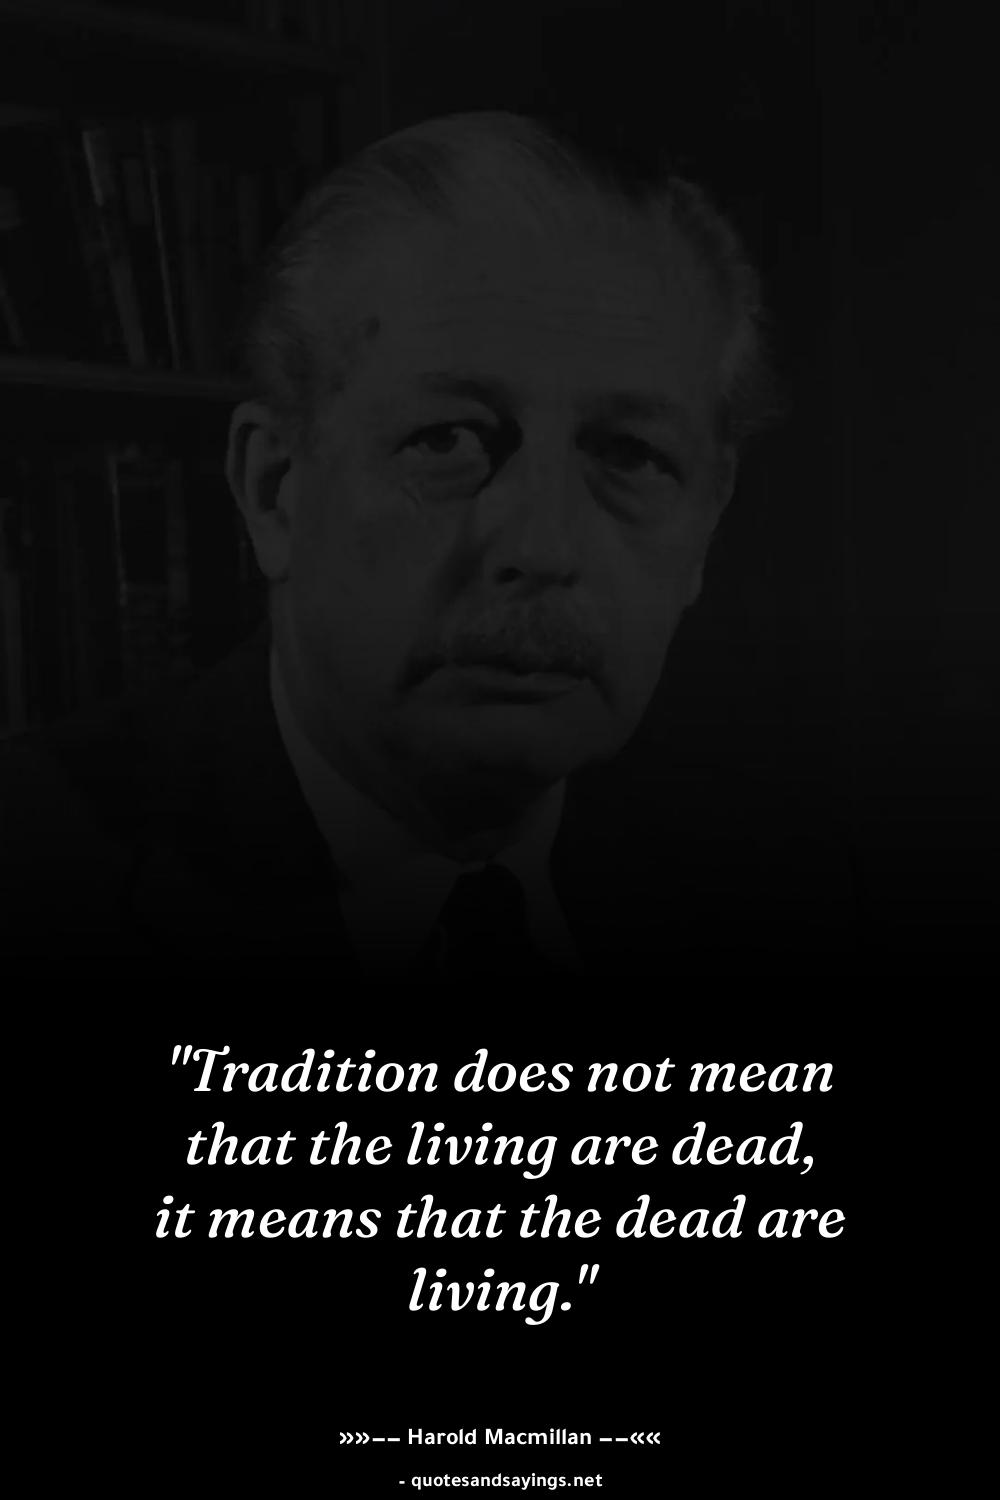 "Tradition does not mean
that the living are dead,
it means that the dead are
living."
»»—— Harold Macmillan ——««
- quotesandsayings.net